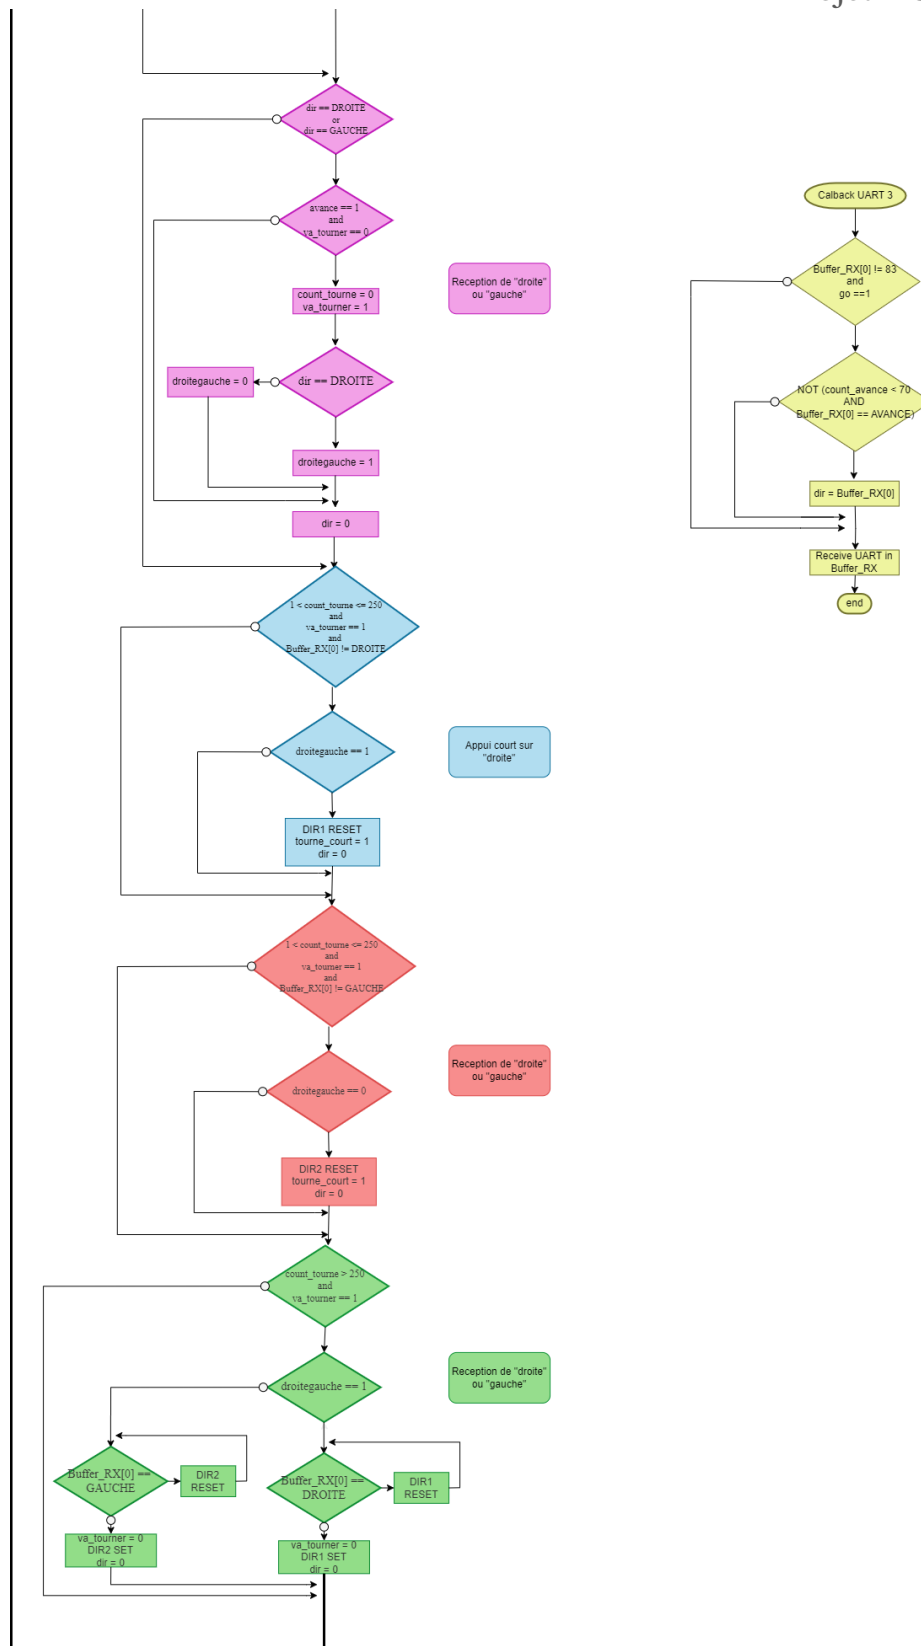 dir == DROITE
or
dir == GAUCHE
avance == 1
and
va_tourner == 0
count_tourne = 0
va_tourner = 1
Reception de "droite"
ou "gauche"
dir == DROITE
droitegauche = 0
droitegauche = 1
dir = 0
1 < count_tourne <= 250
and
va_tourner == 1
and
Buffer_RX[0] != DROITE
droitegauche == 1
Appui court sur
"droite"
DIR1 RESET
tourne_court = 1
dir = 0
1 < count_tourne <= 250
and
va_tourner == 1
and
Buffer_RX[0] != GAUCHE
droitegauche == 0
Reception de "droite"
ou "gauche"
DIR2 RESET
tourne_court = 1
dir = 0
count_tourne > 250
and
va_tourner == 1
droitegauche == 1
Reception de "droite"
ou "gauche"
Buffer_RX[0] ==
GAUCHE
DIR2
RESET
Buffer_RX[0] ==
DROITE
DIR1
RESET
va_tourner = 0
DIR2 SET
dir = 0
va_tourner = 0
DIR1 SET
dir = 0
Calback UART 3
Buffer_RX[0] != 83
and
go ==1
NOT (count_avance < 70
AND
Buffer_RX[0] == AVANCE)
dir = Buffer_RX[0]
Receive UART in
Buffer_RX
end